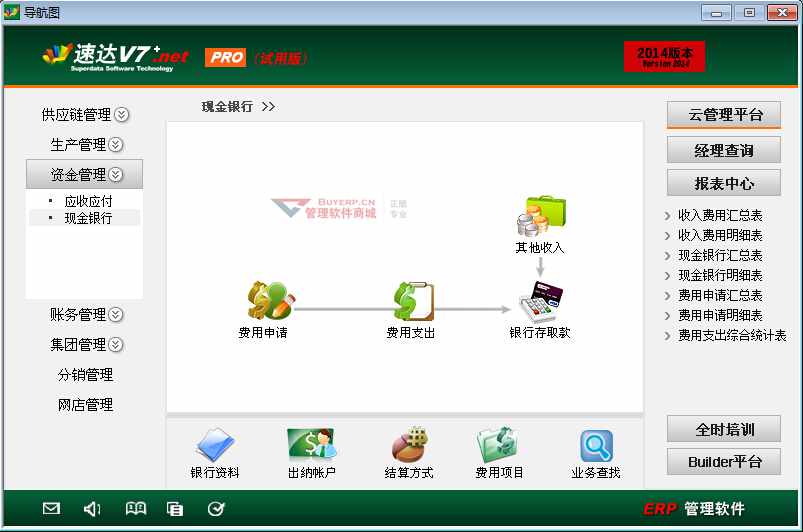 导航图
速达V7+.net
Superdata Software Technology
PRO (试用版)
2014版本
Version 2014
供应链管理
生产管理
资金管理
应收应付
现金银行
账务管理
集团管理
分销管理
网店管理
现金银行 >>
BUYERP.CN
管理软件商城
正版
专业
其他收入
费用申请
费用支出
银行存取款
银行资料
出纳帐户
结算方式
费用项目
业务查找
云管理平台
经理查询
报表中心
收入费用汇总表
收入费用明细表
现金银行汇总表
现金银行明细表
费用申请汇总表
费用申请明细表
费用支出综合统计表
全时培训
Builder平台
ERP 管理软件